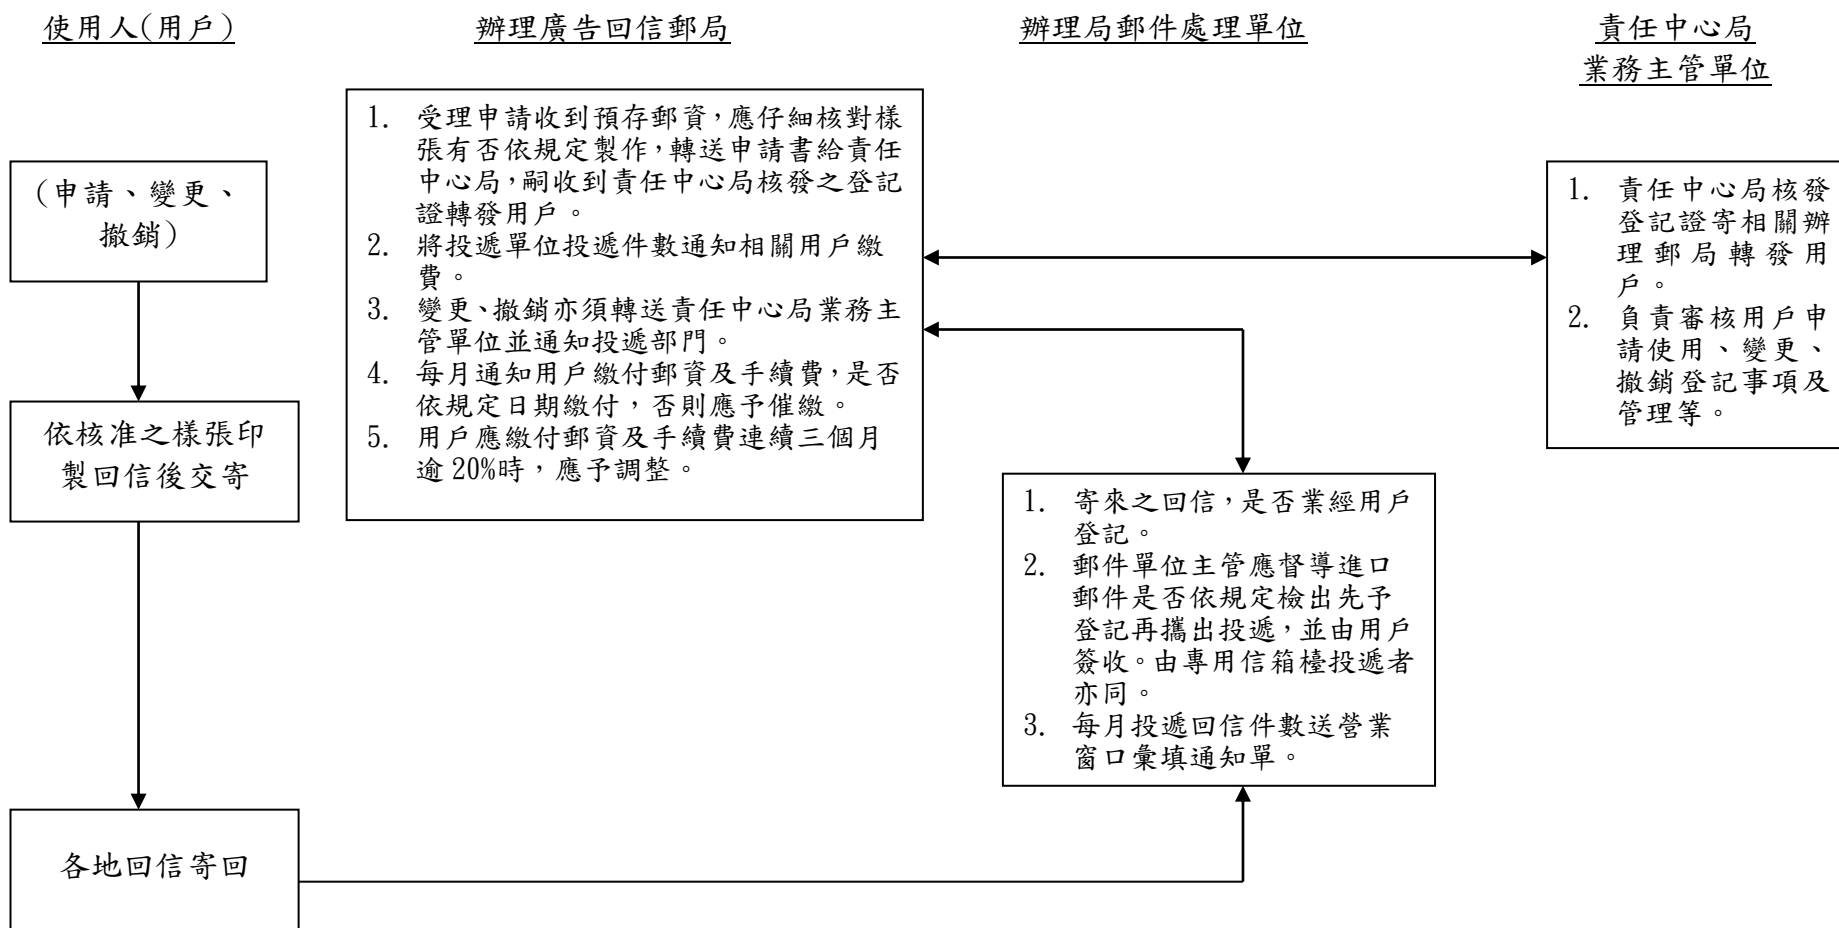 使用人(用戶)
辦理廣告回信郵局
辦理局郵件處理單位
責任中心局
業務主管單位
(申請、變更、
撤銷)
依核准之樣張印
製回信後交寄
各地回信寄回
1. 受理申請收到預存郵資，應仔細核對樣
張有否依規定製作，轉送申請書給責任
中心局，嗣收到責任中心局核發之登記
證轉發用戶。
2. 將投遞單位投遞件數通知相關用戶繳
費。
3. 變更、撤銷亦須轉送責任中心局業務主
管單位並通知投遞部門。
4. 每月通知用戶繳付郵資及手續費，是否
依規定日期繳付，否則應予催繳。
5. 用戶應繳付郵資及手續費連續三個月
逾 20%時，應予調整。
1. 寄來之回信，是否業經用戶
登記。
2. 郵件單位主管應督導進口
郵件是否依規定檢出先予
登記再攜出投遞，並由用戶
簽收。由專用信箱檯投遞者
亦同。
3. 每月投遞回信件數送營業
窗口彙填通知單。
1. 責任中心局核發
登記證寄相關辦
理郵局轉發用
戶。
2. 負責審核用戶申
請使用、變更、
撤銷登記事項及
管理等。